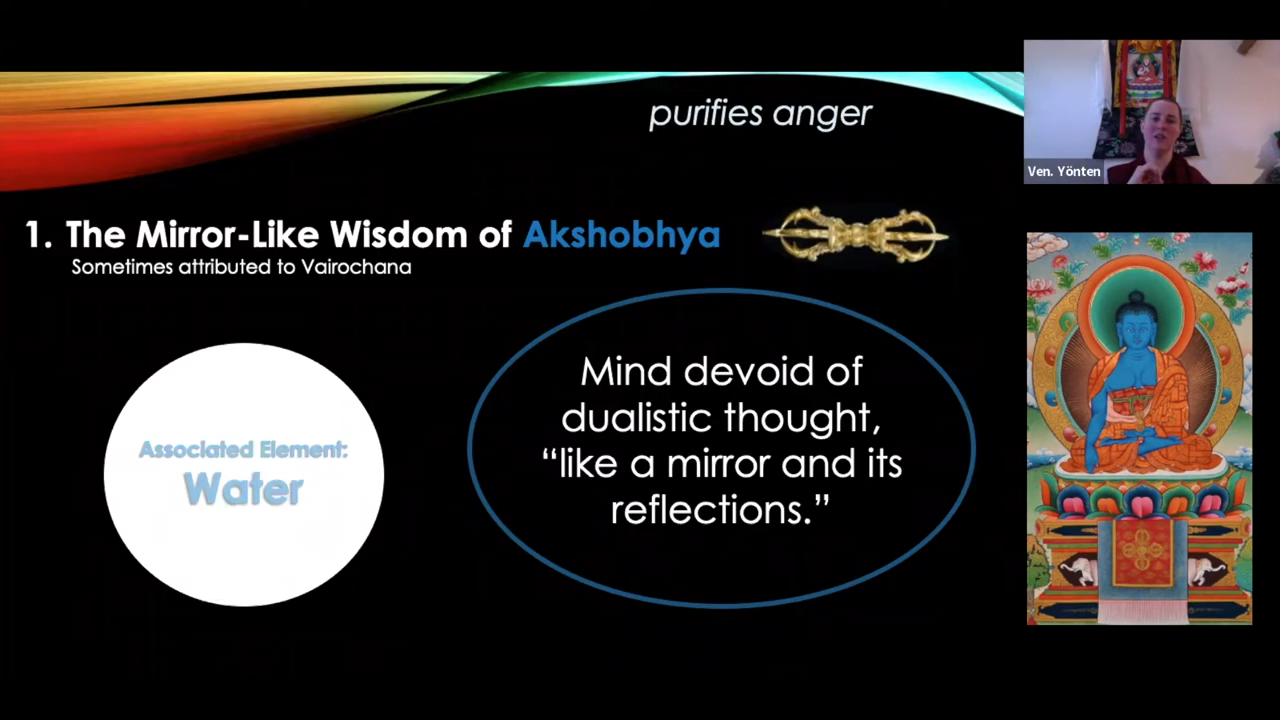 purifies anger
Ven. Yönten
1. The Mirror-Like Wisdom of Akshobhya
Sometimes attributed to Vairochana
Mind devoid of
dualistic thought,
“like a mirror and its
reflections.”
Associated Element:
Water